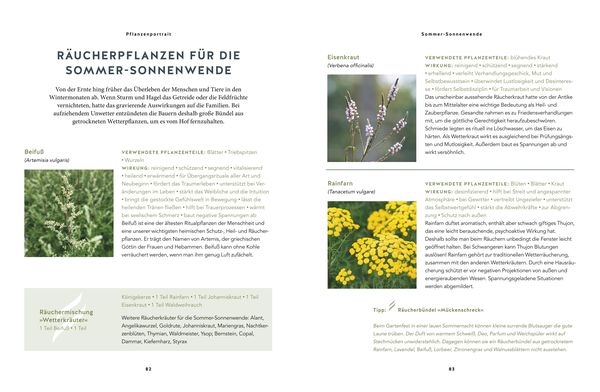 Pflanzenportrait
RÄUCHERPFLANZEN FÜR DIE
SOMMER-SONNENWENDE
Von der Ernte hing früher das Überleben der Menschen und Tiere in den
Wintermonaten ab. Wenn Sturm und Hagel das Getreide oder die Feldfrüchte
vernichteten, hatte das gravierende Auswirkungen auf die Familien. Bei
aufziehendem Unwetter entzündeten die Bauern deshalb große Bündel aus
getrockneten Wetterpflanzen, um es vom Hof fernzuhalten.
Beifuß
(Artemisia vulgaris)
VERWENDETE PFLANZENTEILE: Blätter • Triebspitzen
• Wurzeln
WIRKUNG: reinigend • schützend • segnend • vitalisierend
• heilend • erwärmend • für Übergangsrituale aller Art und
Neubeginn • fördert das Traumerleben • unterstützt bei Ver-
änderungen im Leben • stärkt das Weibliche und die Intuition
• bringt die gestockte Gefühlswelt in Bewegung • lässt die
heilenden Tränen fließen • hilft bei Trauerprozessen • wärmt
bei seelischem Schmerz • baut negative Spannungen ab
Beifuß ist eine der ältesten Ritualpflanzen der Menschheit und
eine unserer wichtigsten heimischen Schutz-, Heil- und Räucher-
pflanzen. Er trägt den Namen von Artemis, der griechischen
Göttin der Frauen und Hebammen. Beifuß kann ohne Kohle
verräuchert werden, wenn man ihm genug Luft zufächelt.
Räuchermischung
»Wetterkräuter«
1 Teil Beifuß • 1 Teil
Königskerze • 1 Teil Rainfarn • 1 Teil Johanniskraut • 1 Teil
Eisenkraut • 1 Teil Waldweihrauch
Weitere Räucherkräuter für die Sommer-Sonnenwende: Alant,
Angelikawurzel, Goldrute, Johanniskraut, Mariengras, Nachtker-
zenblüten, Thymian, Waldmeister, Ysop; Bernstein, Copal,
Dammar, Kiefernharz, Styrax
82
Sommer-Sonnenwende
Eisenkraut
(Verbena officinalis)
VERWENDETE PFLANZENTEILE: blühendes Kraut
WIRKUNG: reinigend • schützend • segnend • stärkend
• erhellend • verleiht Verhandlungsgeschick, Mut und
Selbstbewusstsein • überwindet Lustlosigkeit und Desinteres-
se • fördert Selbstdisziplin • für Traumarbeit und Visionen
Das unscheinbar aussehende Räucherkraut hatte von der Antike
bis zum Mittelalter eine wichtige Bedeutung als Heil- und
Zauberpflanze. Gesandte nahmen es zu Friedensverhandlungen
mit, um die göttliche Gerechtigkeit heraufzubeschwören.
Schmiede legten es rituell ins Löschwasser, um das Eisen zu
härten. Als Wetterkraut wirkt es ausgleichend bei Prüfungsängs-
ten und Mutlosigkeit. Außerdem baut es Spannungen ab und
wirkt versöhnlich.
Rainfarn
(Tanacetum vulgare)
VERWENDETE PFLANZENTEILE: Blüten • Blätter • Kraut
WIRKUNG: desinfizierend • hilft bei Streit und angespannter
Atmosphäre • bei Gewitter • vertreibt Ungeziefer • unterstützt
das Selbstwertgefühl • stärkt die Abwehrkräfte • zur Abgren-
zung • Schutz nach außen
Rainfarn duftet aromatisch, enthält aber schwach giftiges Thujon,
das eine leicht berauschende, psychoaktive Wirkung hat.
Deshalb sollte man beim Räuchern unbedingt die Fenster leicht
geöffnet halten. Bei Schwangeren kann Thujon Blutungen
auslösen! Rainfarn gehört zur traditionellen Wetterräucherung,
zusammen mit den anderen Wetterkräutern. Durch eine Hausräu-
cherung schützt er vor negativen Projektionen von außen und
energieraubenden Wesen. Spannungsgeladene Situationen
werden abgemildert.
Tipp: Räucherbündel »Mückenschreck«
Beim Gartenfest in einer lauen Sommernacht können kleine surrende Blutsauger die gute
Laune trüben. Der Duft von warmem Schweiß, Deo, Parfum und Weichspüler wirkt auf
Stechmücken unwiderstehlich. Dagegen können sie ein Räucherbündel aus getrocknetem
Rainfarn, Lavendel, Beifuß, Lorbeer, Zitronengras und Walnussblättern nicht ausstehen.
83